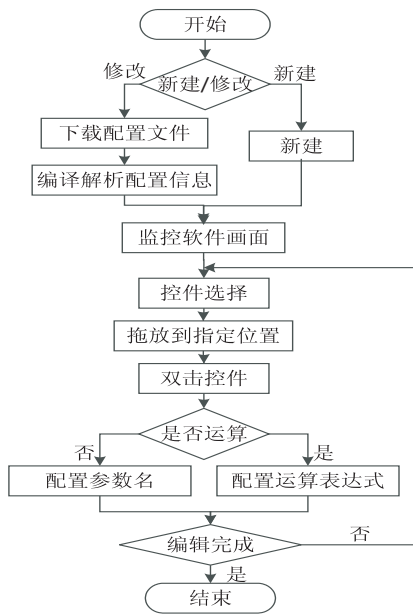 开始
修改
新建/修改
新建
下载配置文件
新建
编译解析配置信息
监控软件画面
控件选择
拖放到指定位置
双击控件
是否运算
否
是
配置参数名
配置运算表达式
编辑完成
否
是
结束